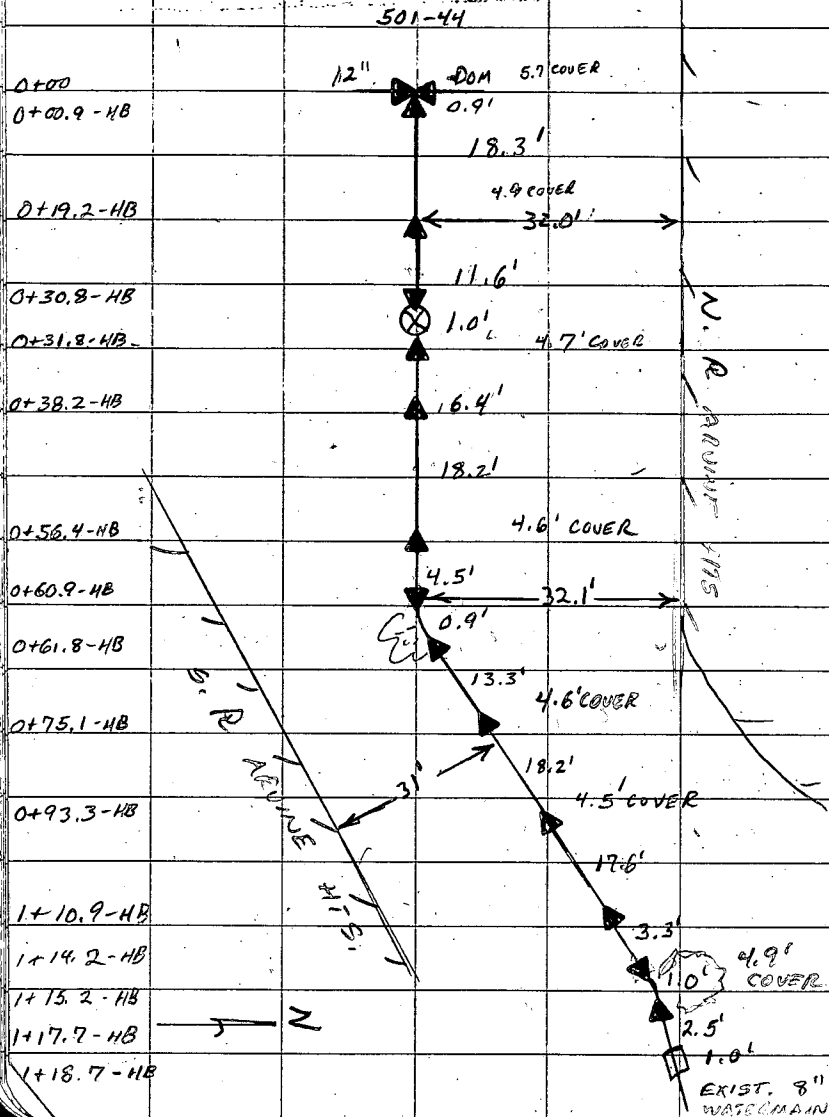 501-44
12" DOM 5.7 COVER
0+00
0.9'
0+00.9-HB
18.3'
4.9 COVER
0+19.2-HB
32.0'
11.6'
0+30.8-HB
1.0'
4.7' COVER
0+31.8-HB
0+38.2-HB
6.4'
18.2'
0+56.4-HB
4.6' COVER
4.5'
0+60.9-HB
32.1'
0.9'
0+61.8-HB
13.3'
4.6' COVER
0+75.1-HB
31'
18.2'
4.5' COVER
0+93.3-HB
17.6'
1+10.9-HB
3.3'
1+14.2-HB
4.9'
COVER
1.0'
1+15.2-HB
N
2.5'
1+17.7-HB
1.0'
1+18.7-HB
EXIST. 8"
WATERMAIN
S. R ARVINE HTS.
N. R ARVINE HTS